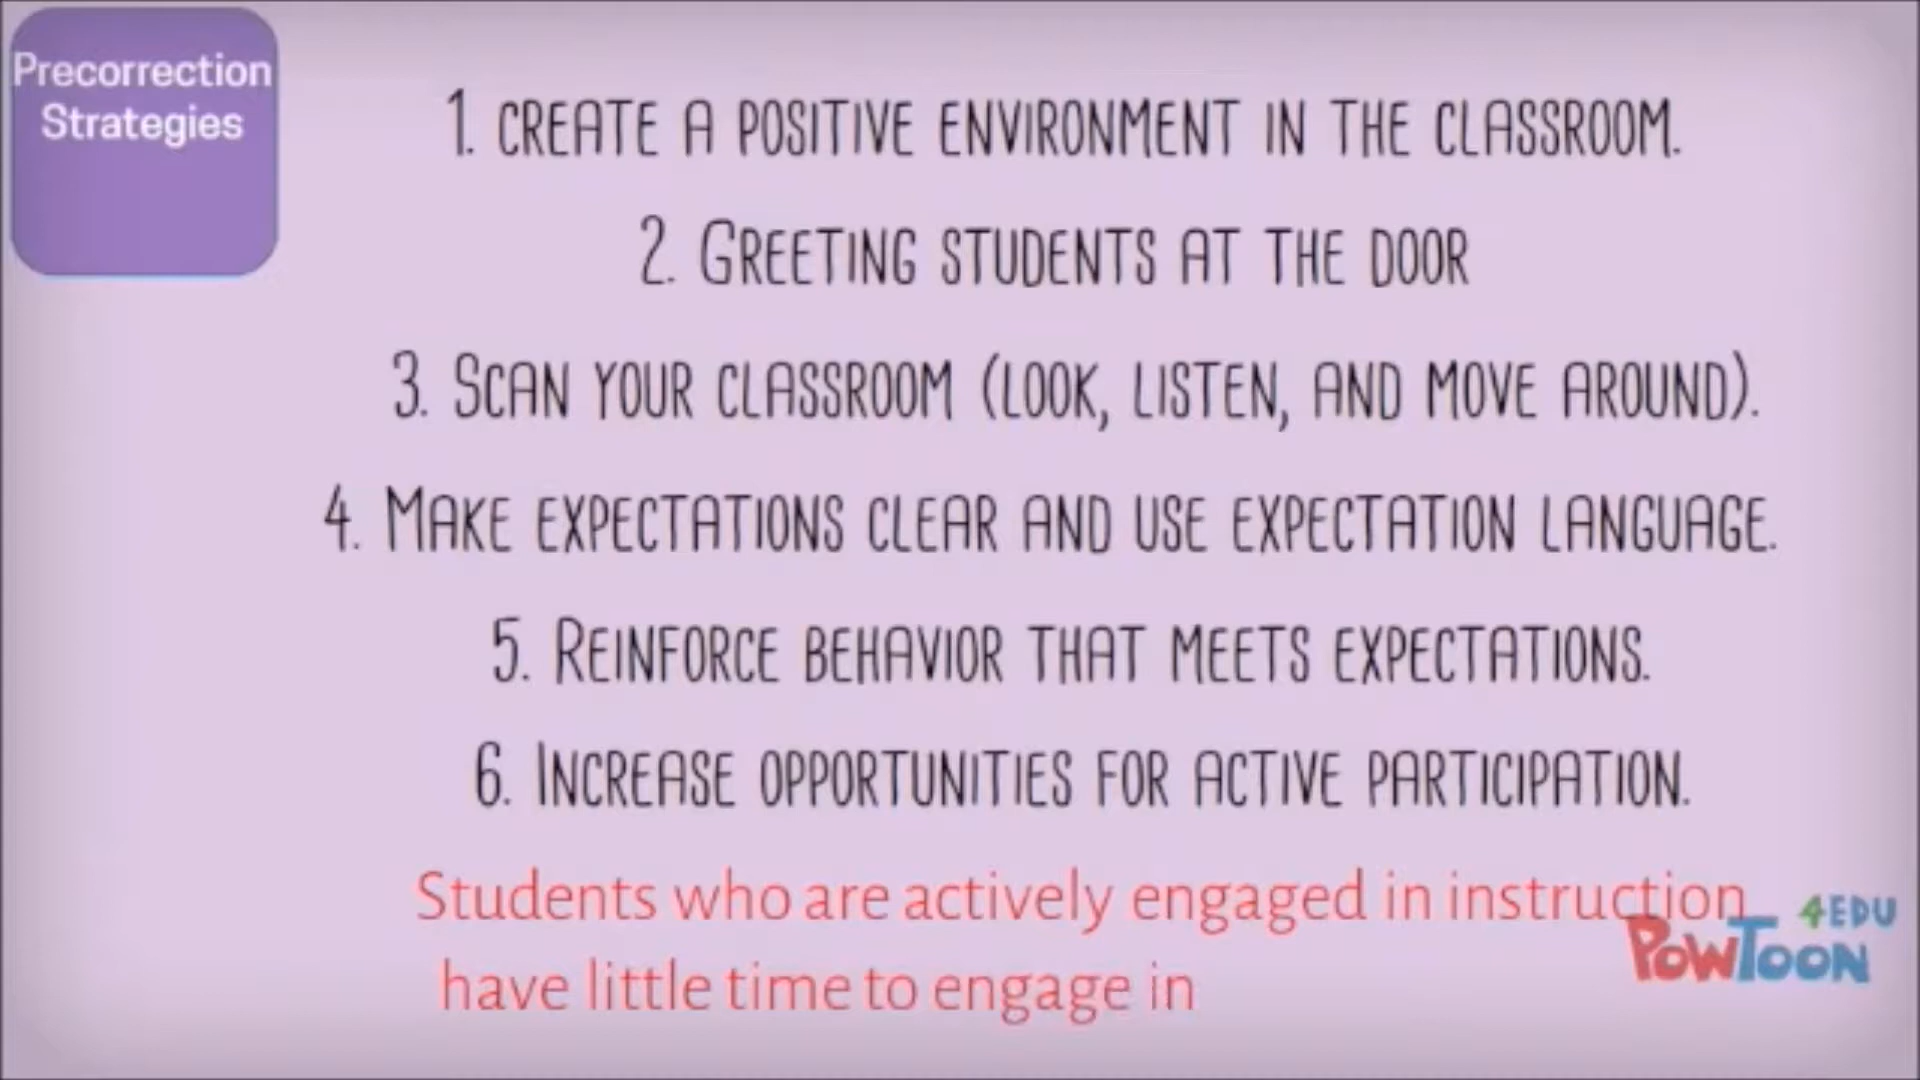 Precorrection
Strategies
1. CREATE A POSITIVE ENVIRONMENT IN THE CLASSROOM.
2. GREETING STUDENTS AT THE DOOR
3. SCAN YOUR CLASSROOM (LOOK, LISTEN, AND MOVE AROUND).
4. MAKE EXPECTATIONS CLEAR AND USE EXPECTATION LANGUAGE.
5. REINFORCE BEHAVIOR THAT MEETS EXPECTATIONS.
6. INCREASE OPPORTUNITIES FOR ACTIVE PARTICIPATION.
Students who are actively engaged in instruction
have little time to engage in
4EDU
POWTOON